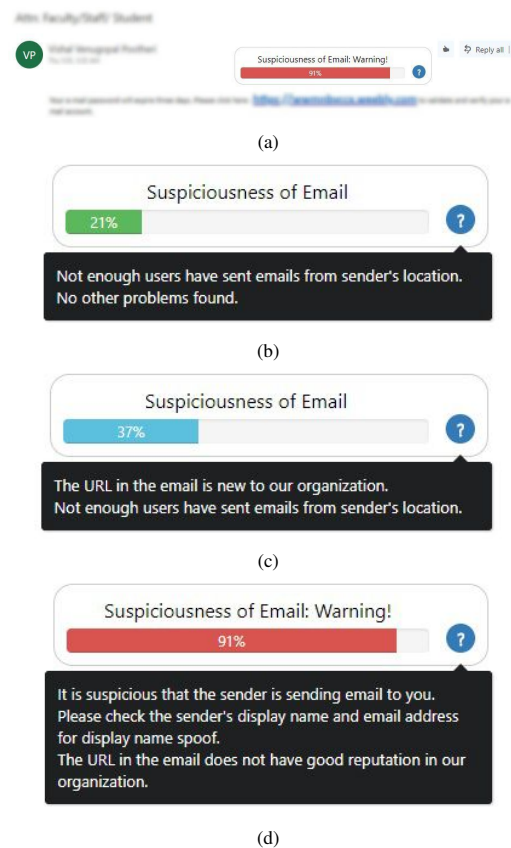 Attn: Faculty/Staff/ Student
VP
Suspiciousness of Email: Warning!
91%
?
Reply all
(a)
Suspiciousness of Email
21%
?
Not enough users have sent emails from sender's location.
No other problems found.
(b)
Suspiciousness of Email
37%
?
The URL in the email is new to our organization.
Not enough users have sent emails from sender's location.
(c)
Suspiciousness of Email: Warning!
91%
?
It is suspicious that the sender is sending email to you.
Please check the sender's display name and email address
for display name spoof.
The URL in the email does not have good reputation in our
organization.
(d)